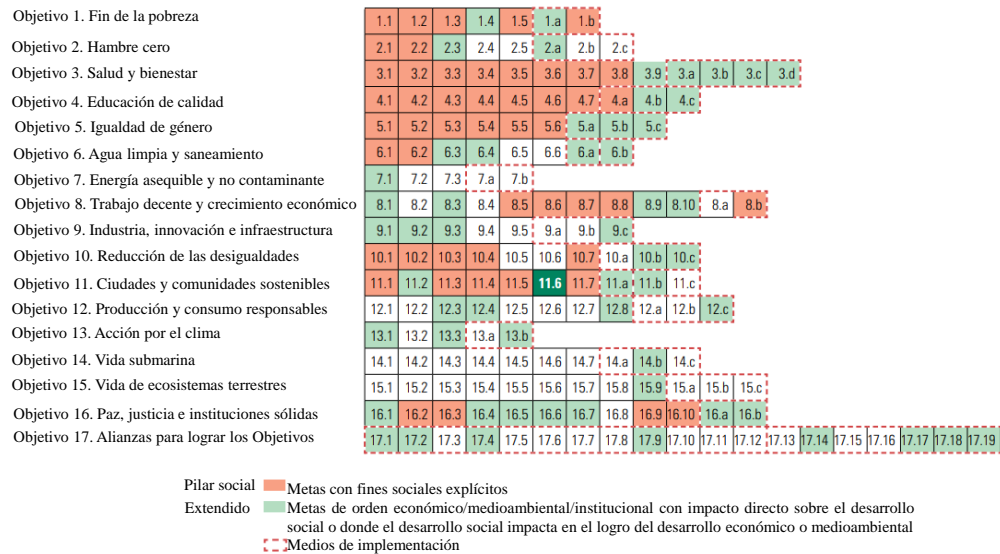 Objetivo 1. Fin de la pobreza 1.1 1.2 1.3 1.4 1.5 1.a 1.b
Objetivo 2. Hambre cero 2.1 2.2 2.3 2.4 2.5 2.a 2.b 2.c
Objetivo 3. Salud y bienestar 3.1 3.2 3.3 3.4 3.5 3.6 3.7 3.8 3.9 3.a 3.b 3.c 3.d
Objetivo 4. Educación de calidad 4.1 4.2 4.3 4.4 4.5 4.6 4.7 4.a 4.b 4.c
Objetivo 5. Igualdad de género 5.1 5.2 5.3 5.4 5.5 5.6 5.a 5.b 5.c
Objetivo 6. Agua limpia y saneamiento 6.1 6.2 6.3 6.4 6.5 6.6 6.a 6.b
Objetivo 7. Energía asequible y no contaminante 7.1 7.2 7.3 7.a 7.b
Objetivo 8. Trabajo decente y crecimiento económico 8.1 8.2 8.3 8.4 8.5 8.6 8.7 8.8 8.9 8.10 8.a 8.b
Objetivo 9. Industria, innovación e infraestructura 9.1 9.2 9.3 9.4 9.5 9.a 9.b 9.c
Objetivo 10. Reducción de las desigualdades 10.1 10.2 10.3 10.4 10.5 10.6 10.7 10.a 10.b 10.c
Objetivo 11. Ciudades y comunidades sostenibles 11.1 11.2 11.3 11.4 11.5 11.6 11.7 11.a 11.b 11.c
Objetivo 12. Producción y consumo responsables 12.1 12.2 12.3 12.4 12.5 12.6 12.7 12.8 12.a 12.b 12.c
Objetivo 13. Acción por el clima 13.1 13.2 13.3 13.a 13.b
Objetivo 14. Vida submarina 14.1 14.2 14.3 14.4 14.5 14.6 14.7 14.a 14.b 14.c
Objetivo 15. Vida de ecosistemas terrestres 15.1 15.2 15.3 15.4 15.5 15.6 15.7 15.8 15.9 15.a 15.b 15.c
Objetivo 16. Paz, justicia e instituciones sólidas 16.1 16.2 16.3 16.4 16.5 16.6 16.7 16.8 16.9 16.10 16.a 16.b
Objetivo 17. Alianzas para lograr los Objetivos 17.1 17.2 17.3 17.4 17.5 17.6 17.7 17.8 17.9 17.10 17.11 17.12 17.13 17.14 17.15 17.16 17.17 17.18 17.19
Pilar social Metas con fines sociales explícitos
Extendido Metas de orden económico/medioambiental/institucional con impacto directo sobre el desarrollo
social o donde el desarrollo social impacta en el logro del desarrollo económico o medioambiental
Medios de implementación